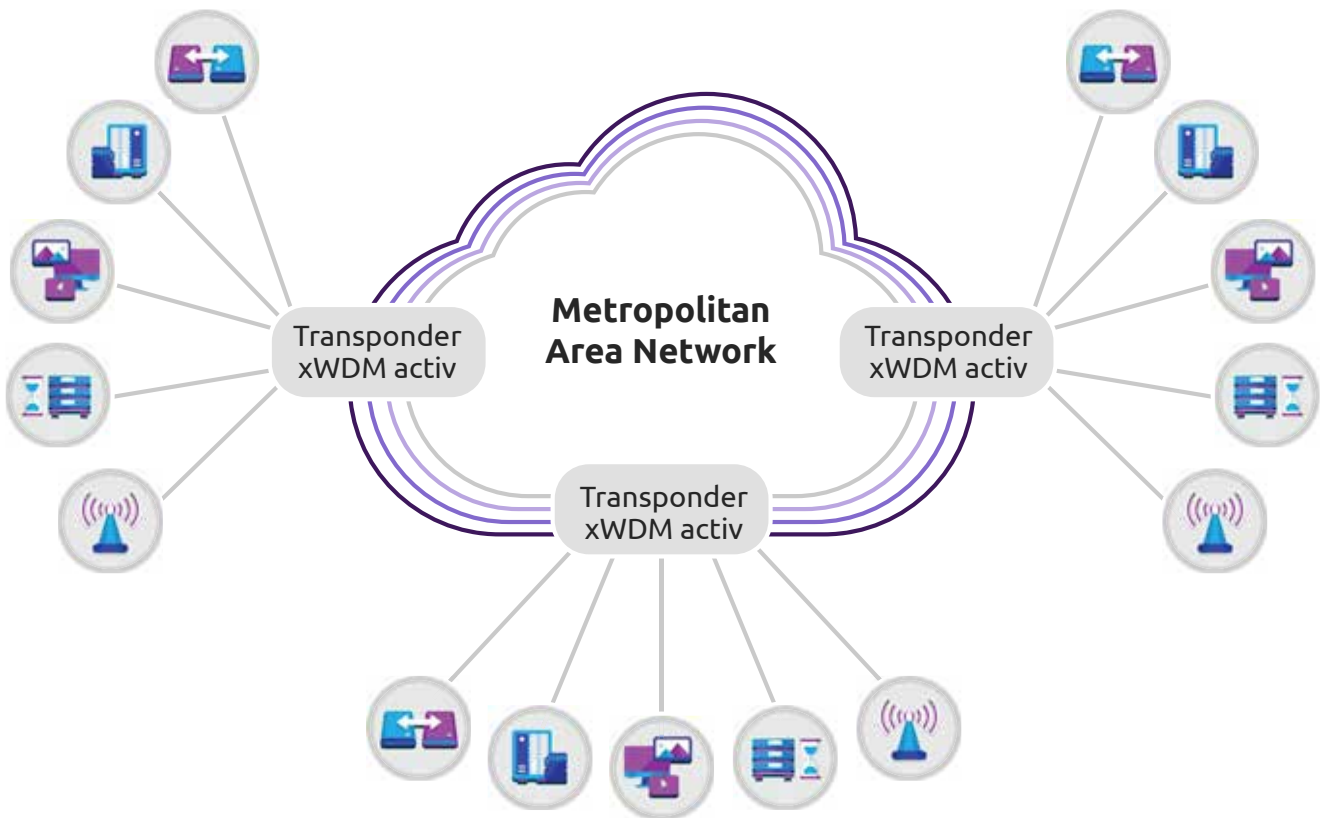 Metropolitan
Area Network
Transponder
xWDM activ
Transponder
xWDM activ
Transponder
xWDM activ